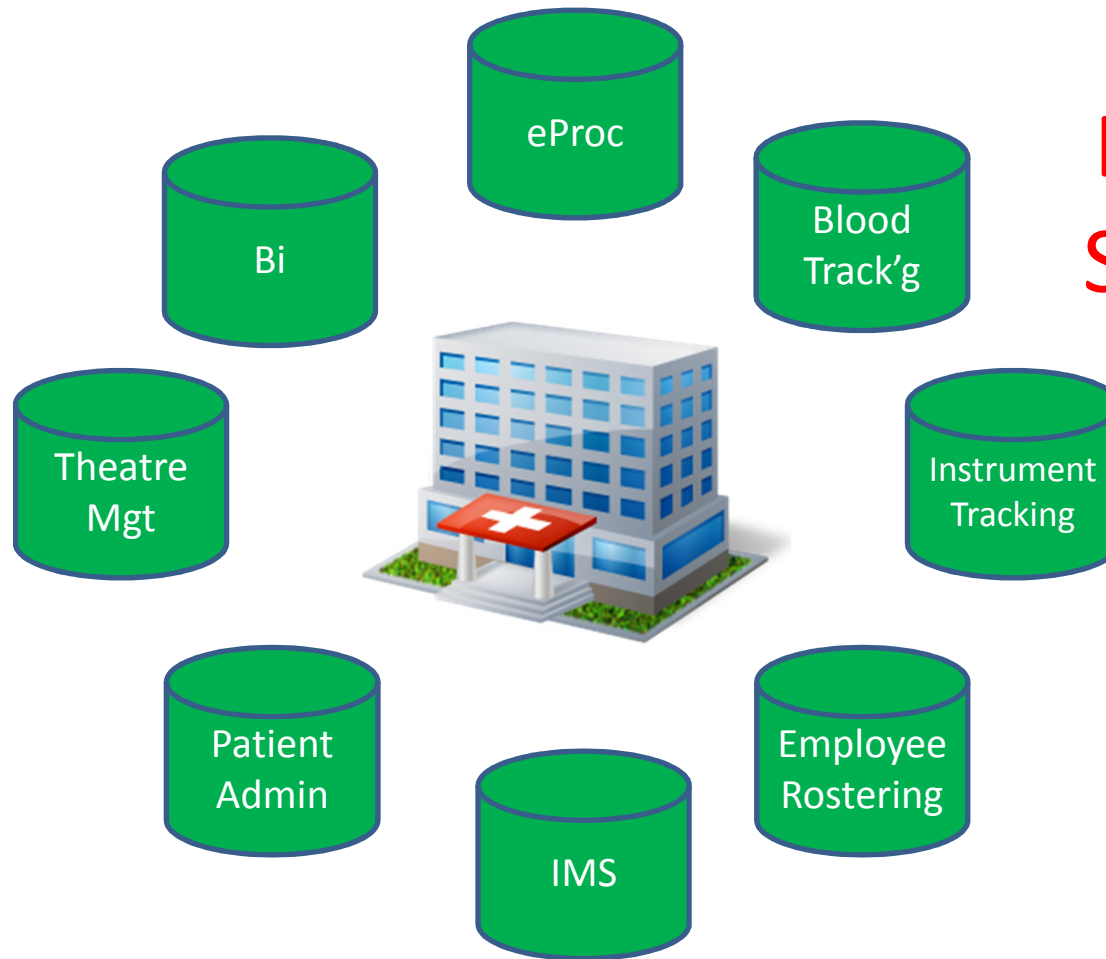 eProc
Blood
Track’g
Bi
Theatre
Mgt
Instrument
Tracking
Patient
Admin
Employee
Rostering
IMS